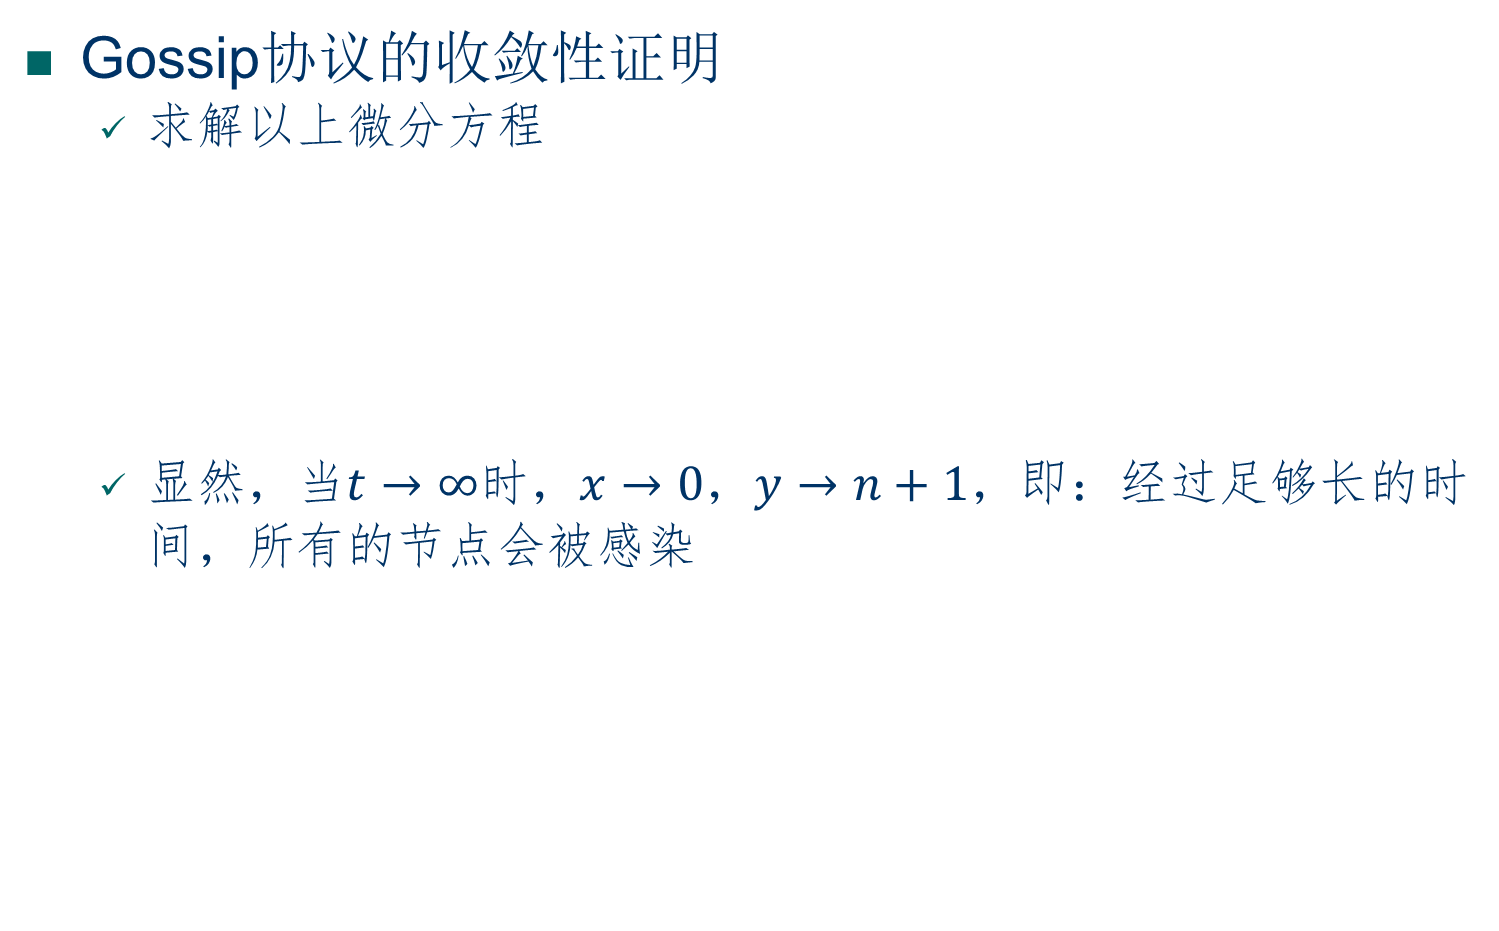 Gossip协议的收敛性证明
求解以上微分方程
显然，当t → ∞时，x → 0，y → n + 1，即：经过足够长的时
间，所有的节点会被感染